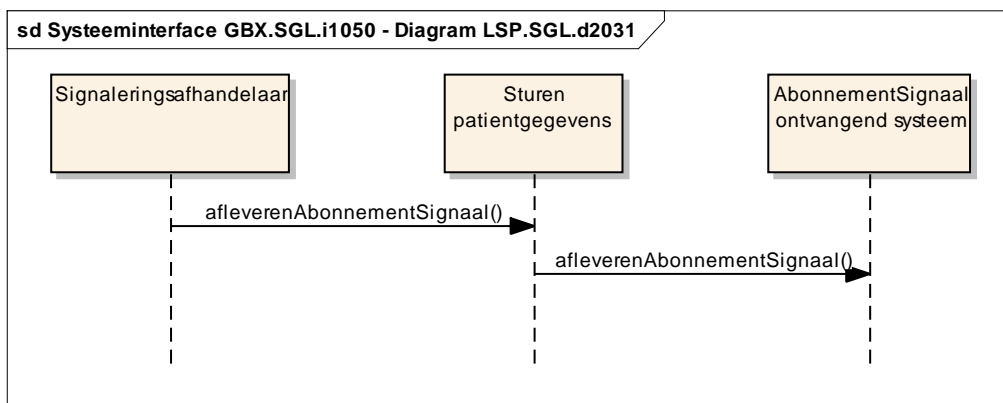 sd Systeeminterface GBX.SGL.i1050 - Diagram LSP.SGL.d2031
Signaleringsafhandelaar
Sturen
patientgegevens
AbonnementSignaal
ontvangend systeem
afleverenAbonnementSignaal()
afleverenAbonnementSignaal()